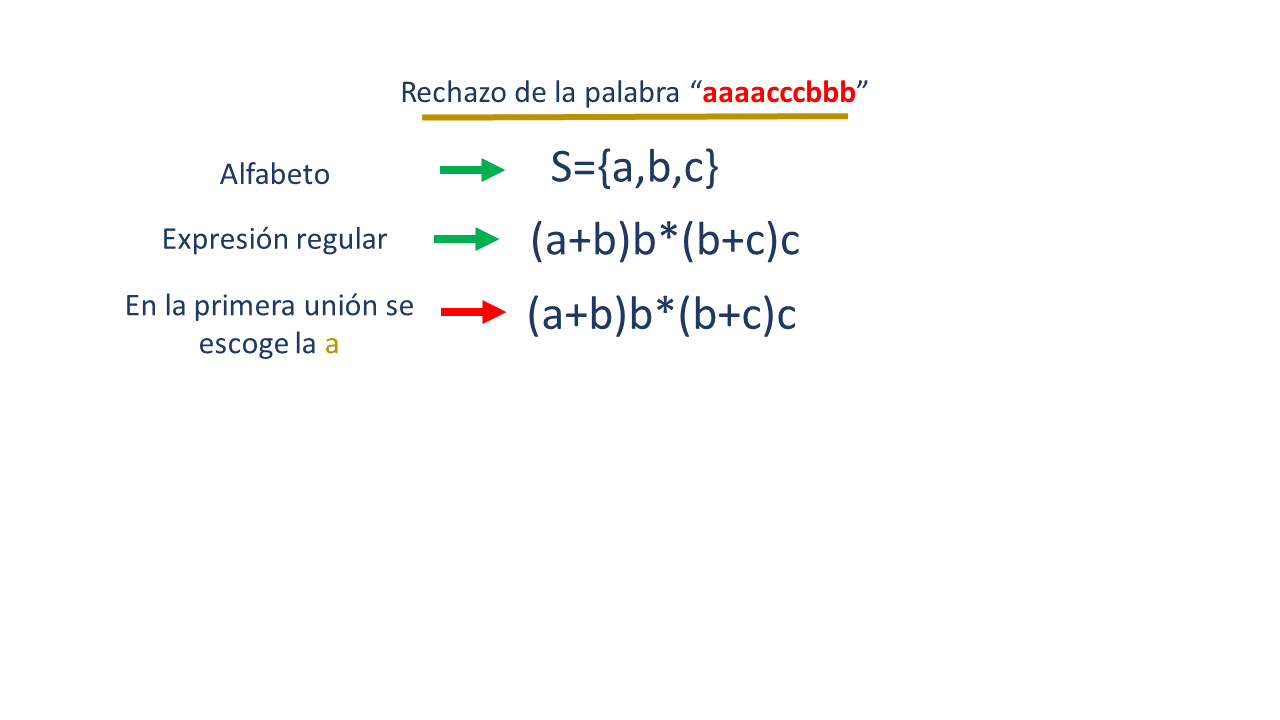 Rechazo de la palabra “aaaacccbbb”
Alfabeto
S={a,b,c}
Expresión regular
(a+b)b*(b+c)c
En la primera unión se
escoge la a
(a+b)b*(b+c)c